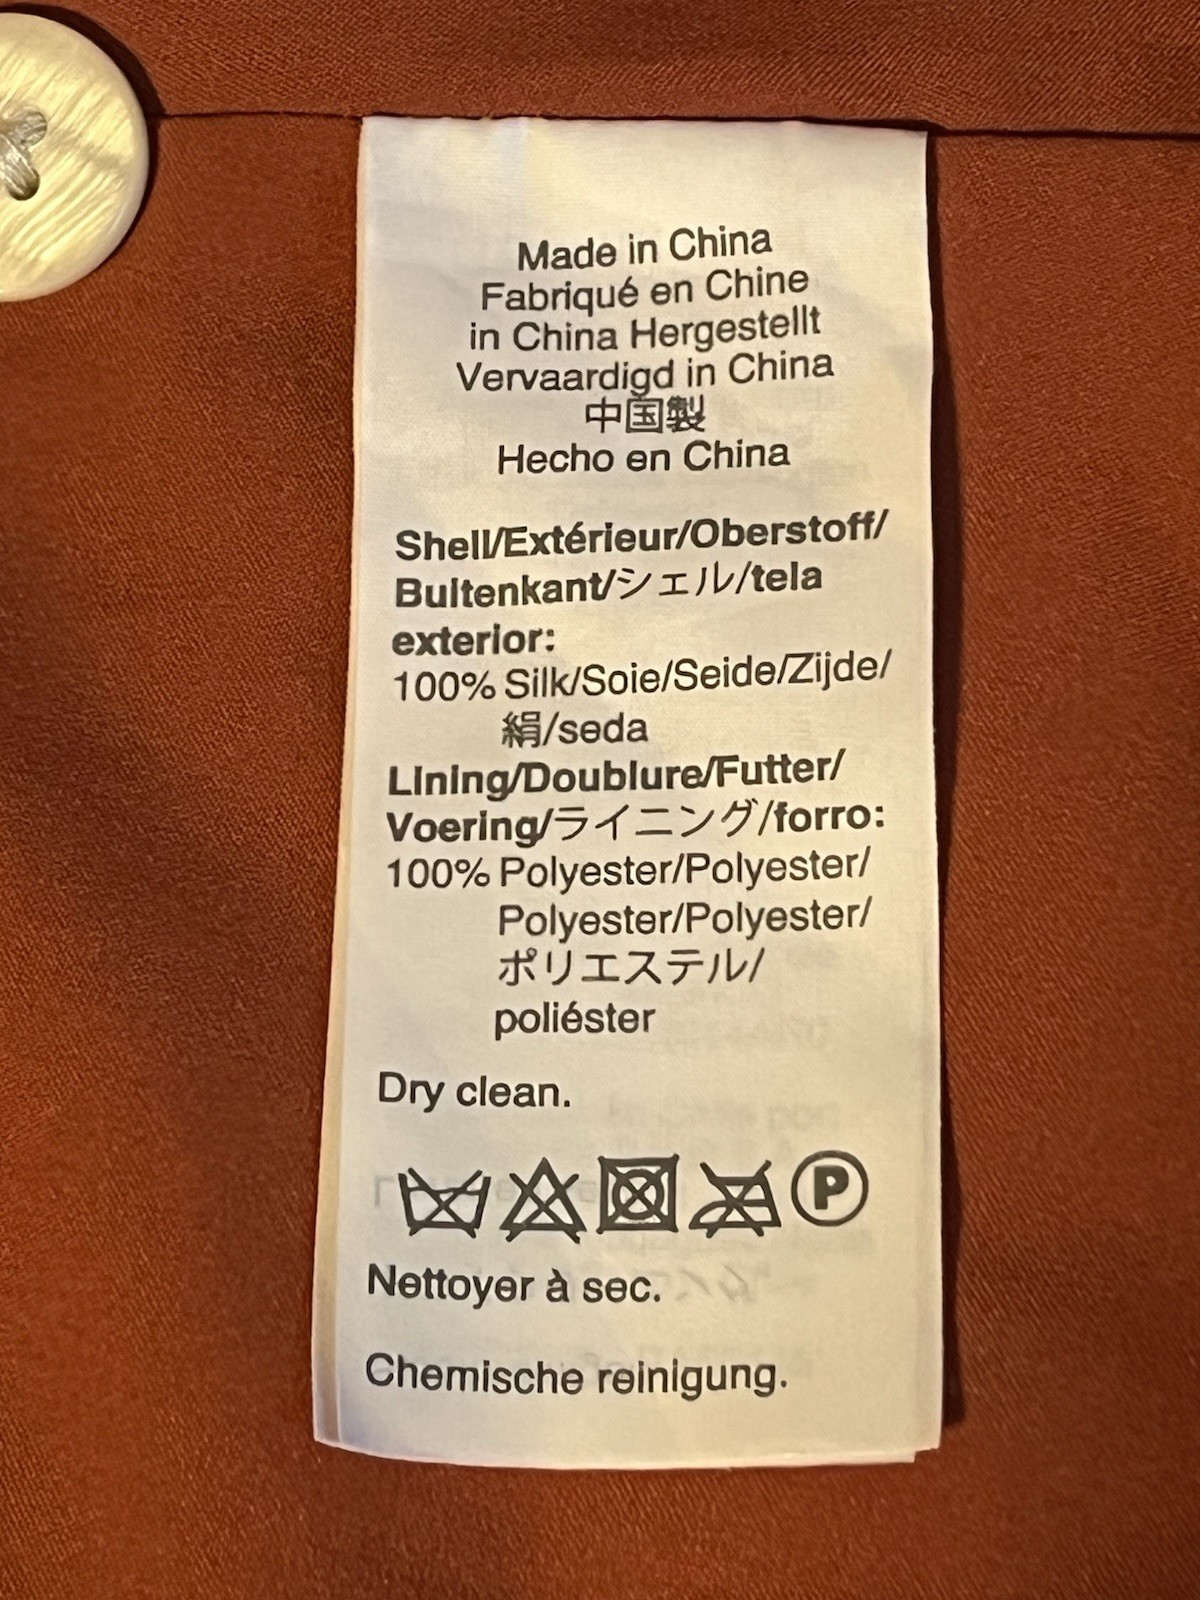 Made in China
Fabriqué en Chine
in China Hergestellt
Vervaardigd in China
中国製
Hecho en China
Shell/Extérieur/Oberstoff/
Buitenkant/シェル/tela
exterior:
100% Silk/Soie/Seide/Zijde/
絹/seda
Lining/Doublure/Futter/
Voering/ライニング/forro:
100% Polyester/Polyester/
Polyester/Polyester/
ポリエステル/
poliéster
Dry clean.
P
Nettoyer à sec.
Chemische reinigung.